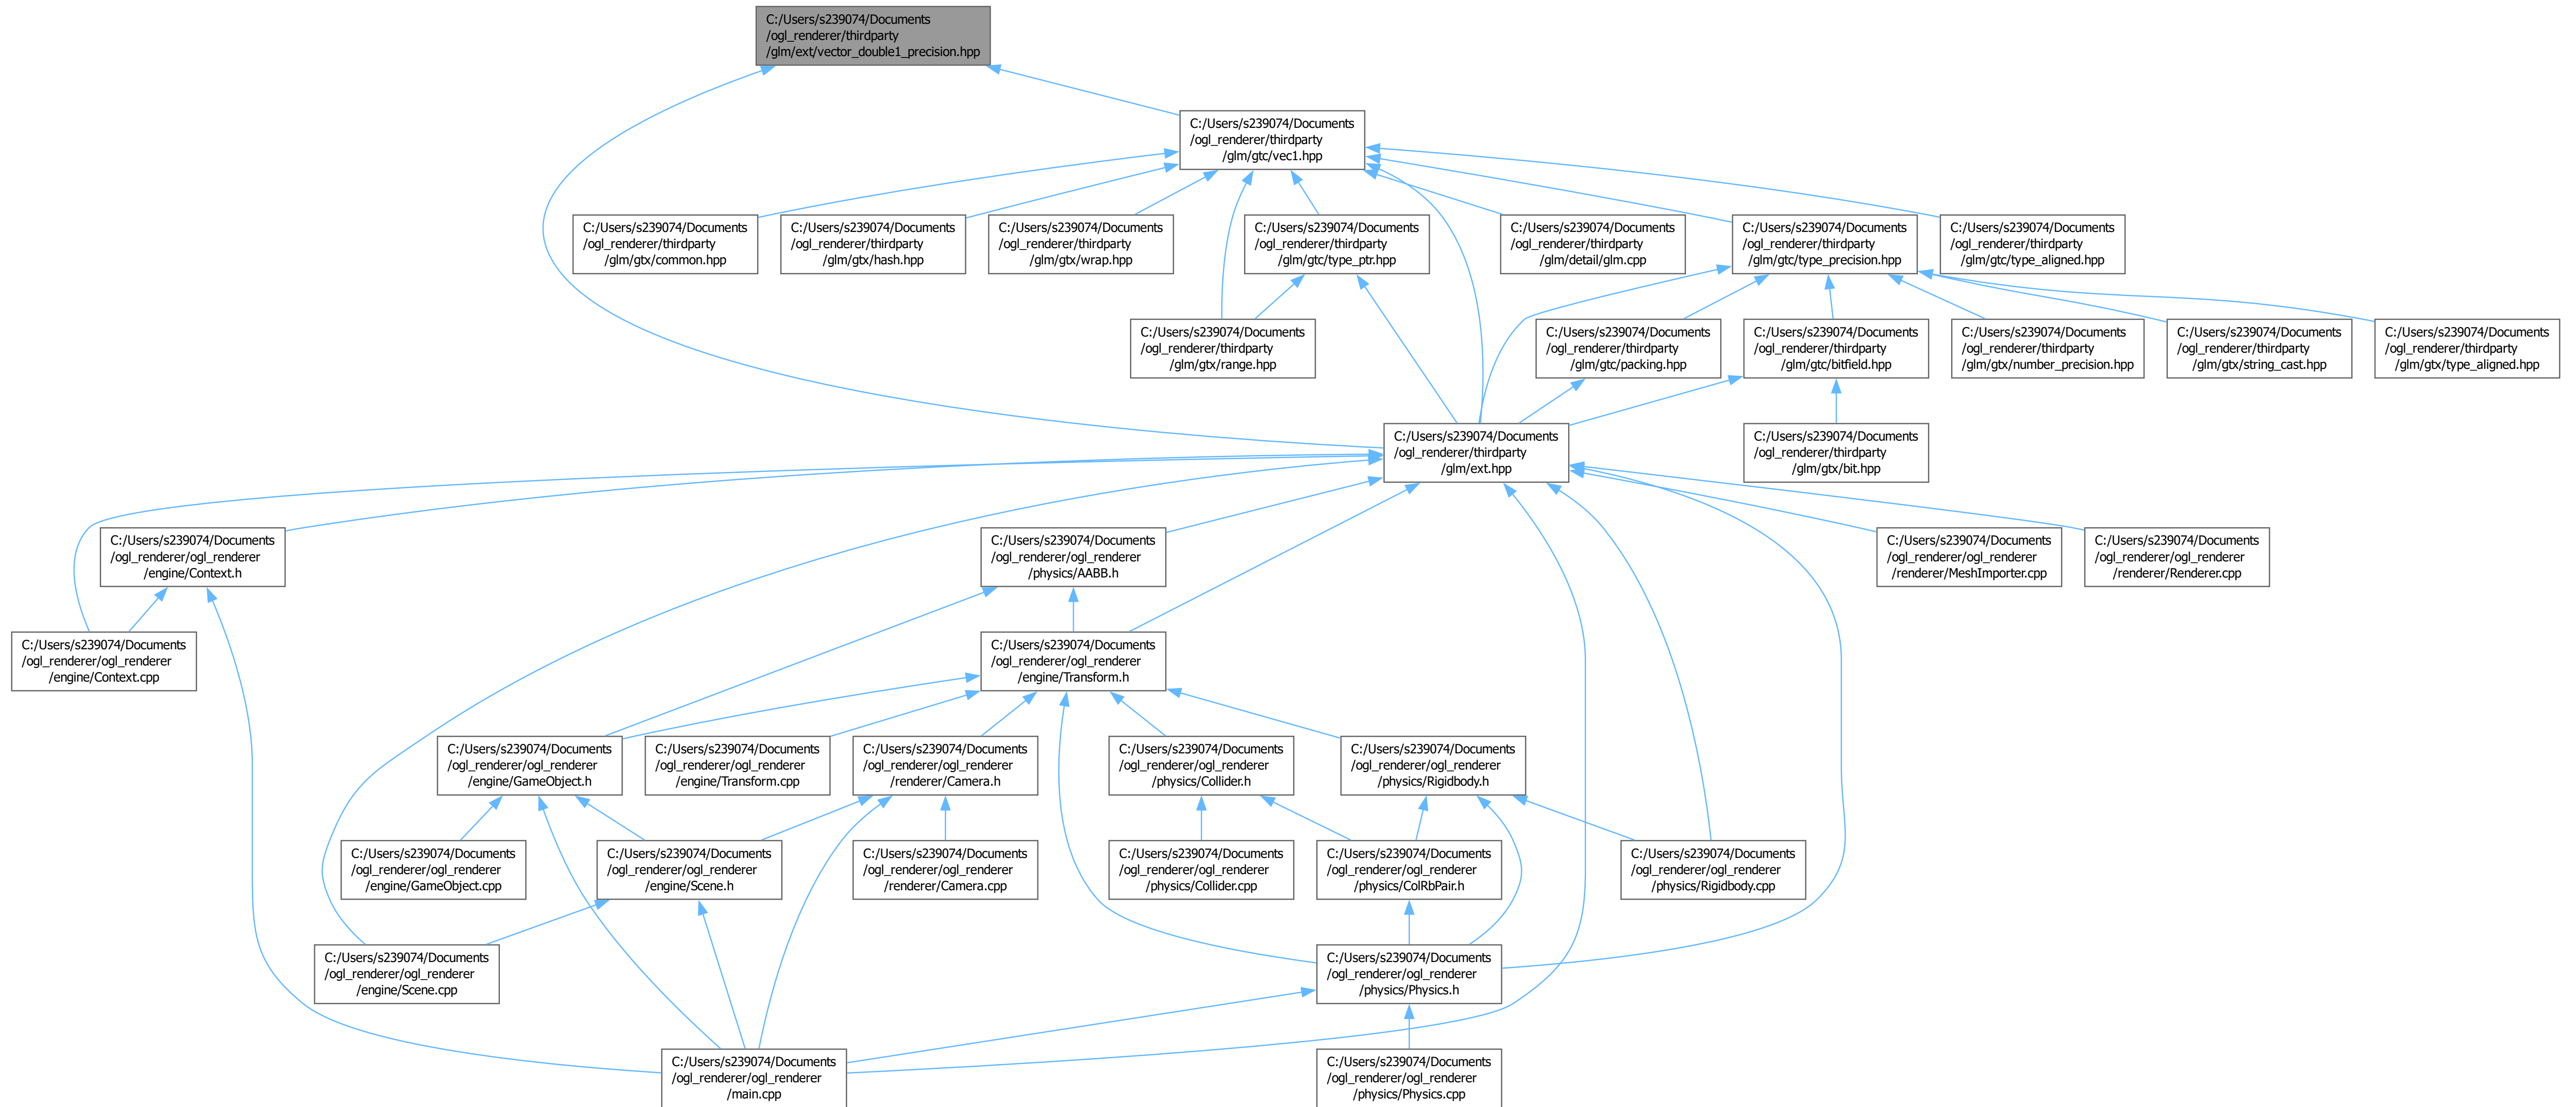 C:/Users/s239074/Documents
/ogl_renderer/thirdparty
/glm/ext/vector_double1_precision.hpp
C:/Users/s239074/Documents
/ogl_renderer/thirdparty
/glm/gtc/vec1.hpp
C:/Users/s239074/Documents
/ogl_renderer/thirdparty
/glm/gtx/common.hpp
C:/Users/s239074/Documents
/ogl_renderer/thirdparty
/glm/gtx/hash.hpp
C:/Users/s239074/Documents
/ogl_renderer/thirdparty
/glm/gtx/wrap.hpp
C:/Users/s239074/Documents
/ogl_renderer/thirdparty
/glm/gtc/type_ptr.hpp
C:/Users/s239074/Documents
/ogl_renderer/thirdparty
/glm/detail/glm.cpp
C:/Users/s239074/Documents
/ogl_renderer/thirdparty
/glm/gtc/type_precision.hpp
C:/Users/s239074/Documents
/ogl_renderer/thirdparty
/glm/gtc/type_aligned.hpp
C:/Users/s239074/Documents
/ogl_renderer/thirdparty
/glm/gtx/range.hpp
C:/Users/s239074/Documents
/ogl_renderer/thirdparty
/glm/gtc/packing.hpp
C:/Users/s239074/Documents
/ogl_renderer/thirdparty
/glm/gtc/bitfield.hpp
C:/Users/s239074/Documents
/ogl_renderer/thirdparty
/glm/gtx/number_precision.hpp
C:/Users/s239074/Documents
/ogl_renderer/thirdparty
/glm/gtx/string_cast.hpp
C:/Users/s239074/Documents
/ogl_renderer/thirdparty
/glm/gtx/type_aligned.hpp
C:/Users/s239074/Documents
/ogl_renderer/thirdparty
/glm/ext.hpp
C:/Users/s239074/Documents
/ogl_renderer/thirdparty
/glm/gtx/bit.hpp
C:/Users/s239074/Documents
/ogl_renderer/ogl_renderer
/engine/Context.h
C:/Users/s239074/Documents
/ogl_renderer/ogl_renderer
/physics/AABB.h
C:/Users/s239074/Documents
/ogl_renderer/ogl_renderer
/renderer/MeshImporter.cpp
C:/Users/s239074/Documents
/ogl_renderer/ogl_renderer
/renderer/Renderer.cpp
C:/Users/s239074/Documents
/ogl_renderer/ogl_renderer
/engine/Context.cpp
C:/Users/s239074/Documents
/ogl_renderer/ogl_renderer
/engine/Transform.h
C:/Users/s239074/Documents
/ogl_renderer/ogl_renderer
/engine/GameObject.h
C:/Users/s239074/Documents
/ogl_renderer/ogl_renderer
/engine/Transform.cpp
C:/Users/s239074/Documents
/ogl_renderer/ogl_renderer
/renderer/Camera.h
C:/Users/s239074/Documents
/ogl_renderer/ogl_renderer
/physics/Collider.h
C:/Users/s239074/Documents
/ogl_renderer/ogl_renderer
/physics/Rigidbody.h
C:/Users/s239074/Documents
/ogl_renderer/ogl_renderer
/engine/GameObject.cpp
C:/Users/s239074/Documents
/ogl_renderer/ogl_renderer
/engine/Scene.h
C:/Users/s239074/Documents
/ogl_renderer/ogl_renderer
/renderer/Camera.cpp
C:/Users/s239074/Documents
/ogl_renderer/ogl_renderer
/physics/Collider.cpp
C:/Users/s239074/Documents
/ogl_renderer/ogl_renderer
/physics/ColRbPair.h
C:/Users/s239074/Documents
/ogl_renderer/ogl_renderer
/physics/Rigidbody.cpp
C:/Users/s239074/Documents
/ogl_renderer/ogl_renderer
/engine/Scene.cpp
C:/Users/s239074/Documents
/ogl_renderer/ogl_renderer
/physics/Physics.h
C:/Users/s239074/Documents
/ogl_renderer/ogl_renderer
/main.cpp
C:/Users/s239074/Documents
/ogl_renderer/ogl_renderer
/physics/Physics.cpp